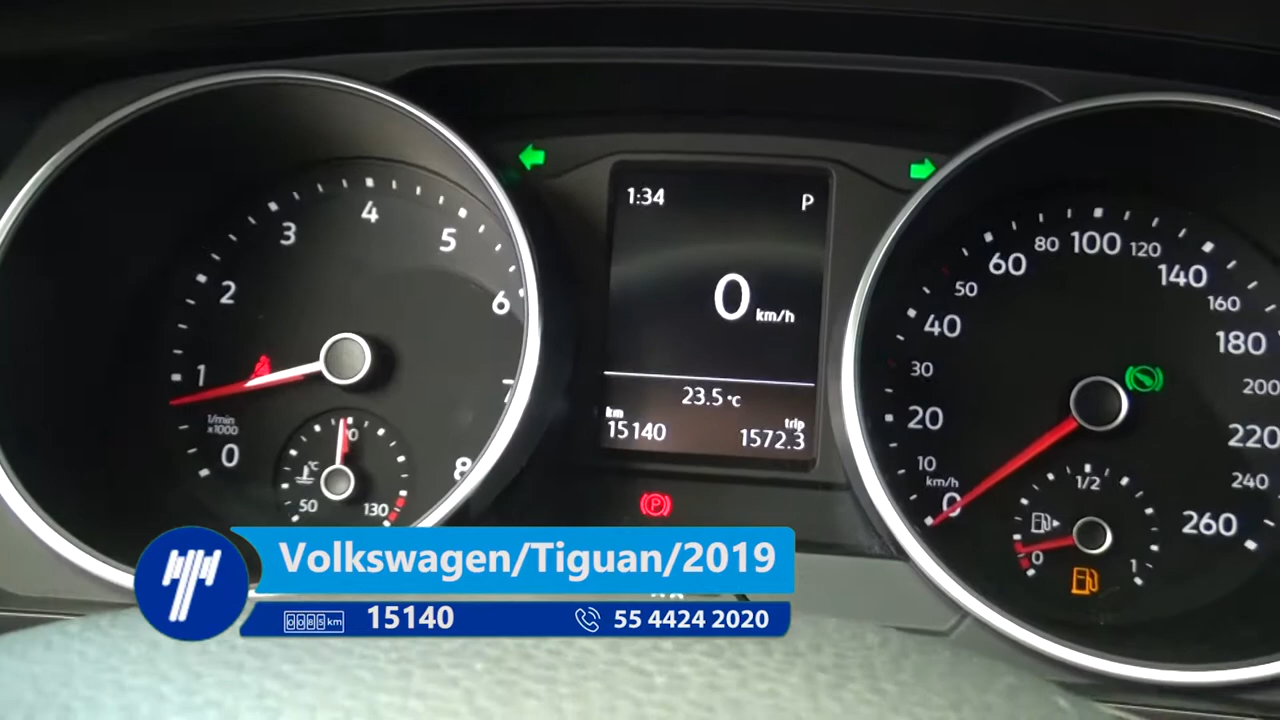 4
3
5
2
6
1
7
1/min
x1000
0
8
°C
50
130
1:34
P
0 km/h
23.5 °C
km
trip
15140
1572.3
P
80 100 120
60
140
50
160
40
180
30
200
20
220
10
240
km/h
0
260
1/2
0
1
Volkswagen/Tiguan/2019
0085 km
15140
55 4424 2020